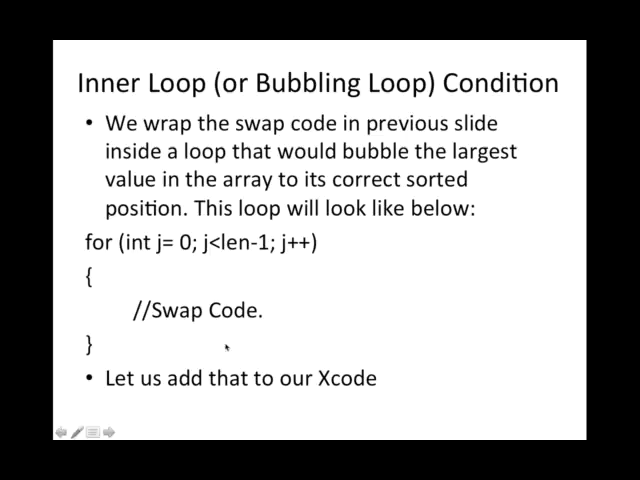 Inner Loop (or Bubbling Loop) Condition
• We wrap the swap code in previous slide
inside a loop that would bubble the largest
value in the array to its correct sorted
position. This loop will look like below:
for (int j= 0; j<len-1; j++)
{
//Swap Code.
}
• Let us add that to our Xcode